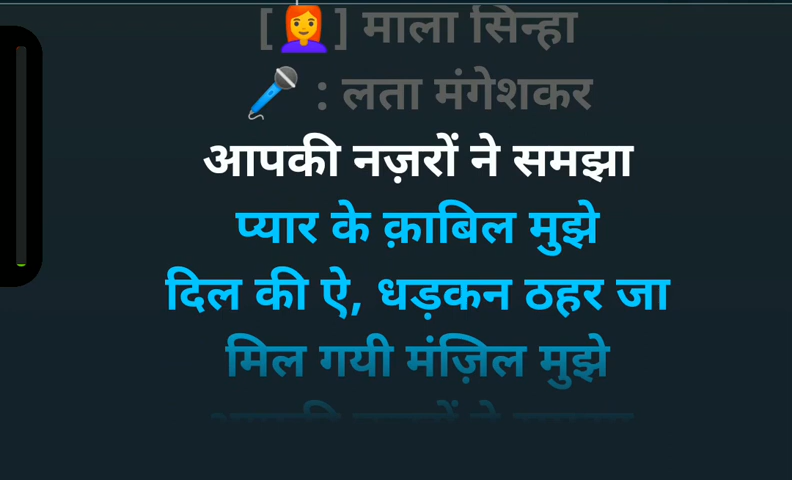 [👩‍🦰] माला सिन्हा
🎤 : लता मंगेशकर
आपकी नज़रों ने समझा
प्यार के क़ाबिल मुझे
दिल की ऐ, धड़कन ठहर जा
मिल गयी मंज़िल मुझे